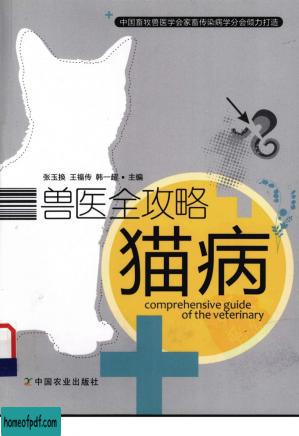 中国畜牧兽医学会家畜传染病学分会倾力打造
张玉换 王福传 韩一超·主编
兽医全攻略
猫病
comprehensive guide
of the veterinary
中国农业出版社
homeofpdf.com